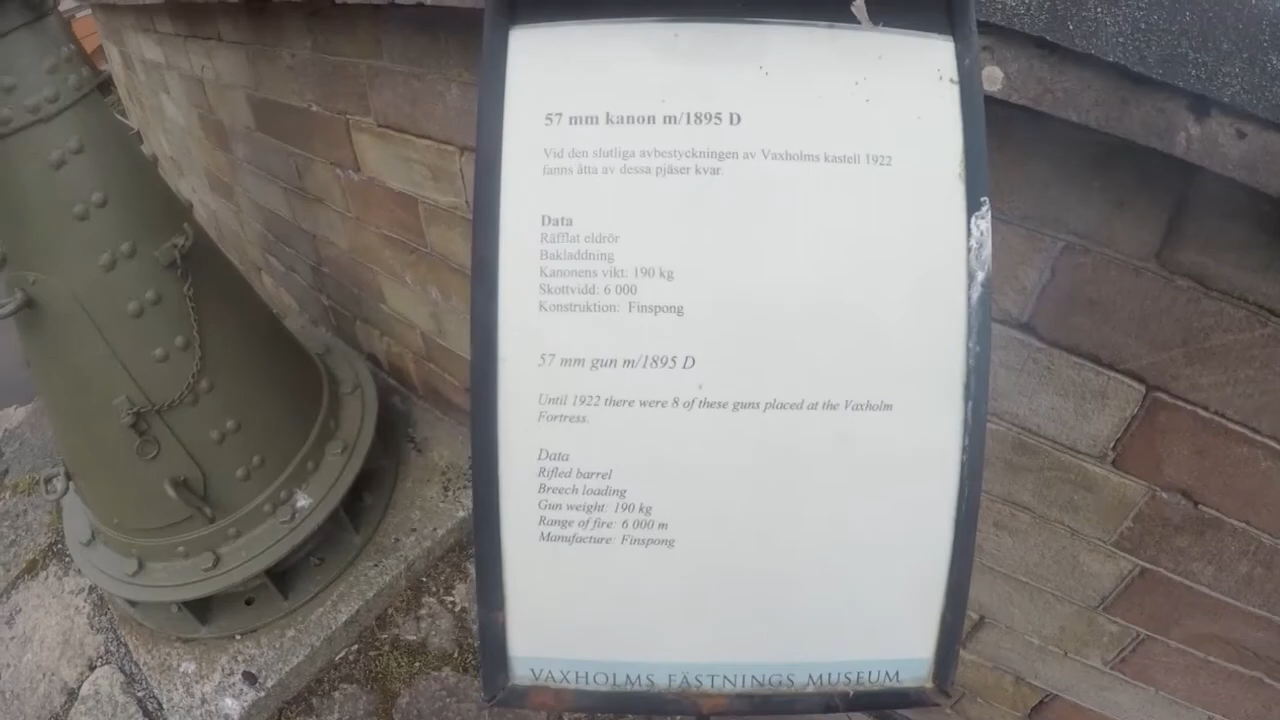 57 mm kanon m/1895 D
Vid den slutliga avbestyckningen av Vaxholms kastell 1922
fanns åtta av dessa pjäser kvar.
Data
Räfflat eldrör
Bakladdning
Kanonens vikt: 190 kg
Skottvidd: 6 000
Konstruktion: Finspong
57 mm gun m/1895 D
Until 1922 there were 8 of these guns placed at the Vaxholm
Fortress.
Data
Rifled barrel
Breech loading
Gun weight: 190 kg
Range of fire: 6 000 m
Manufacture: Finspong
VAXHOLMS FÄSTNINGS MUSEUM